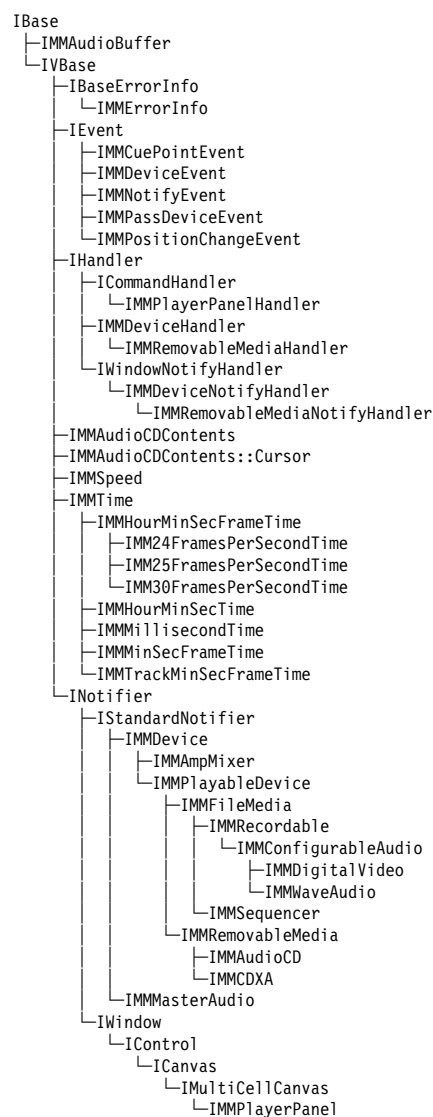 IBase
IMMAudioBuffer
IVBase
IBaseErrorInfo
IMMErrorInfo
IEvent
IMMCuePointEvent
IMMDeviceEvent
IMMNotifyEvent
IMMPassDeviceEvent
IMMPositionChangeEvent
IHandler
ICommandHandler
IMMPlayerPanelHandler
IMMDeviceHandler
IMMRemovableMediaHandler
IWindowNotifyHandler
IMMDeviceNotifyHandler
IMMRemovableMediaNotifyHandler
IMMAudioCDContents
IMMAudioCDContents::Cursor
IMMSpeed
IMMTime
IMMHourMinSecFrameTime
IMM24FramesPerSecondTime
IMM25FramesPerSecondTime
IMM30FramesPerSecondTime
IMMHourMinSecTime
IMMMillisecondTime
IMMMinSecFrameTime
IMMTrackMinSecFrameTime
INotifier
IStandardNotifier
IMMDevice
IMMAmpMixer
IMMPlayableDevice
IMMFileMedia
IMMRecordable
IMMConfigurableAudio
IMMDigitalVideo
IMMWaveAudio
IMMSequencer
IMMRemovableMedia
IMMAudioCD
IMMCDXA
IMMMasterAudio
IWindow
IControl
ICanvas
IMultiCellCanvas
IMMPlayerPanel